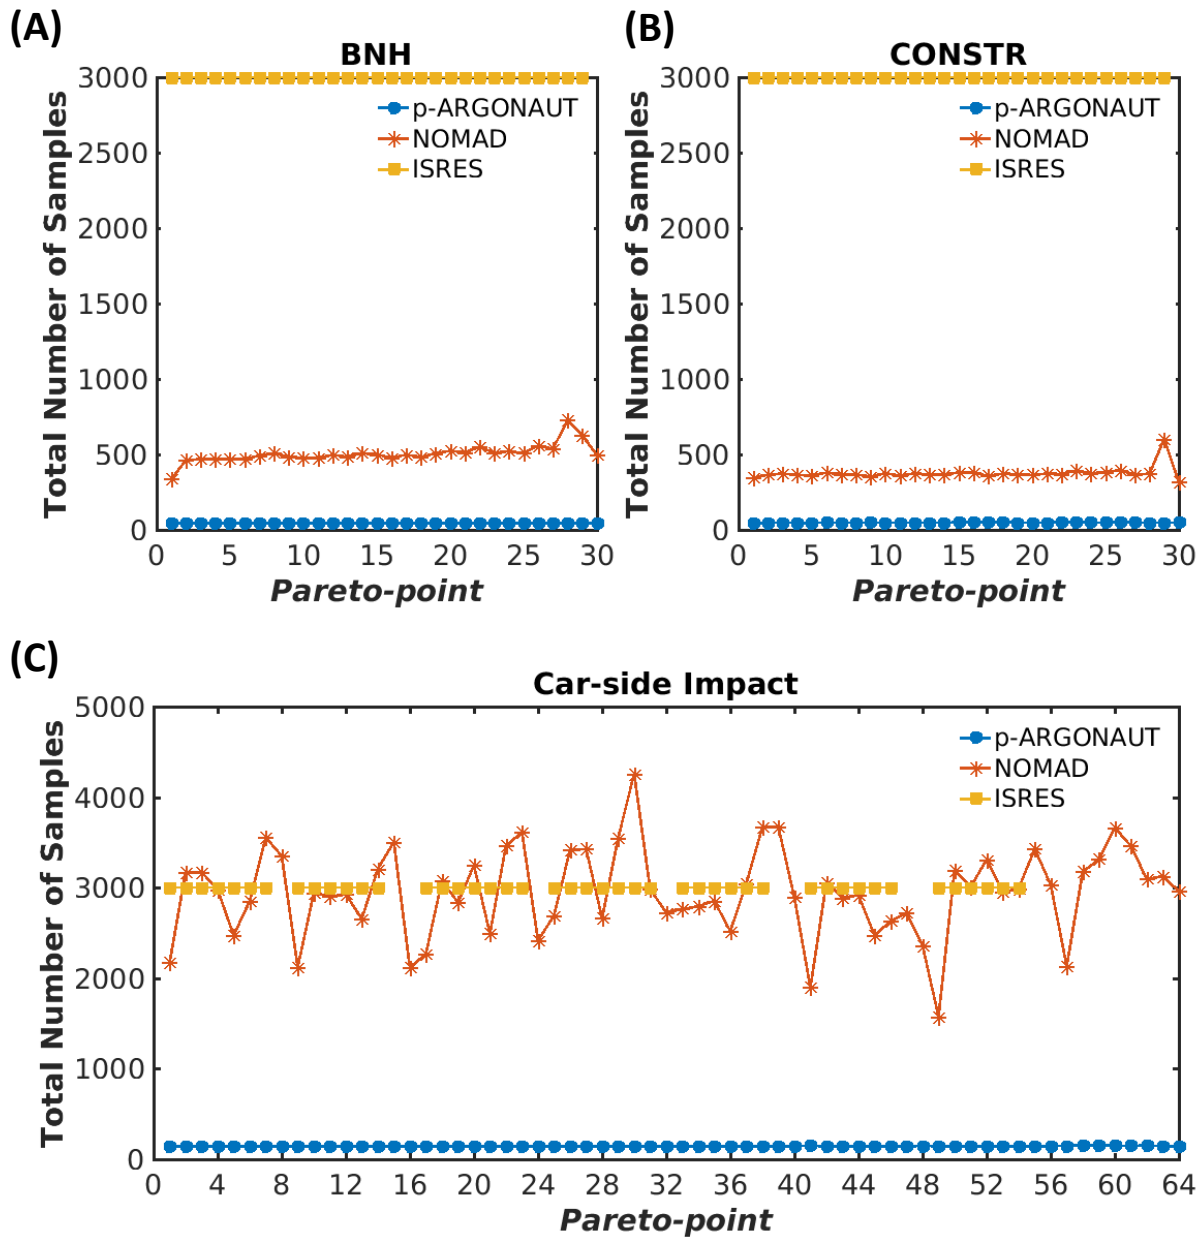 (A)
BNH
3000
2500
2000
1500
1000
500
0
Total Number of Samples
p-ARGONAUT
NOMAD
ISRES
0 5 10 15 20 25 30
Pareto-point
(B)
CONSTR
3000
2500
2000
1500
1000
500
0
Total Number of Samples
p-ARGONAUT
NOMAD
ISRES
0 5 10 15 20 25 30
Pareto-point
(C)
Car-side Impact
5000
4000
3000
2000
1000
0
Total Number of Samples
p-ARGONAUT
NOMAD
ISRES
0 4 8 12 16 20 24 28 32 36 40 44 48 52 56 60 64
Pareto-point